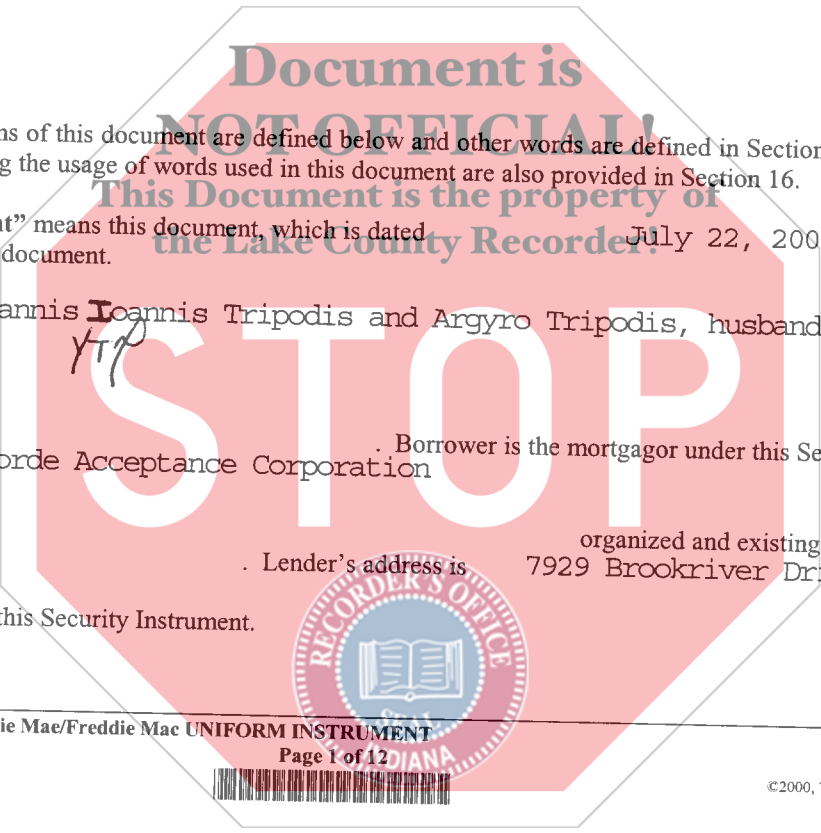 Document is
NOT OFFICIAL!
ns of this document are defined below and other words are defined in Section
g the usage of words used in this document are also provided in Section 16.
This Document is the property of
nt” means this document, which is dated July 22, 200
the Lake County Recorder!
document.
annis Ioannis Tripodis and Argyro Tripodis, husband
YTP
STOP
. Borrower is the mortgagor under this Se
orde Acceptance Corporation
organized and existing
. Lender's address is 7929 Brookriver Dri
this Security Instrument.
RECORDER'S OFFICE
SEAL
INDIANA
ie Mae/Freddie Mac UNIFORM INSTRUMENT
Page 1 of 12
©2000,